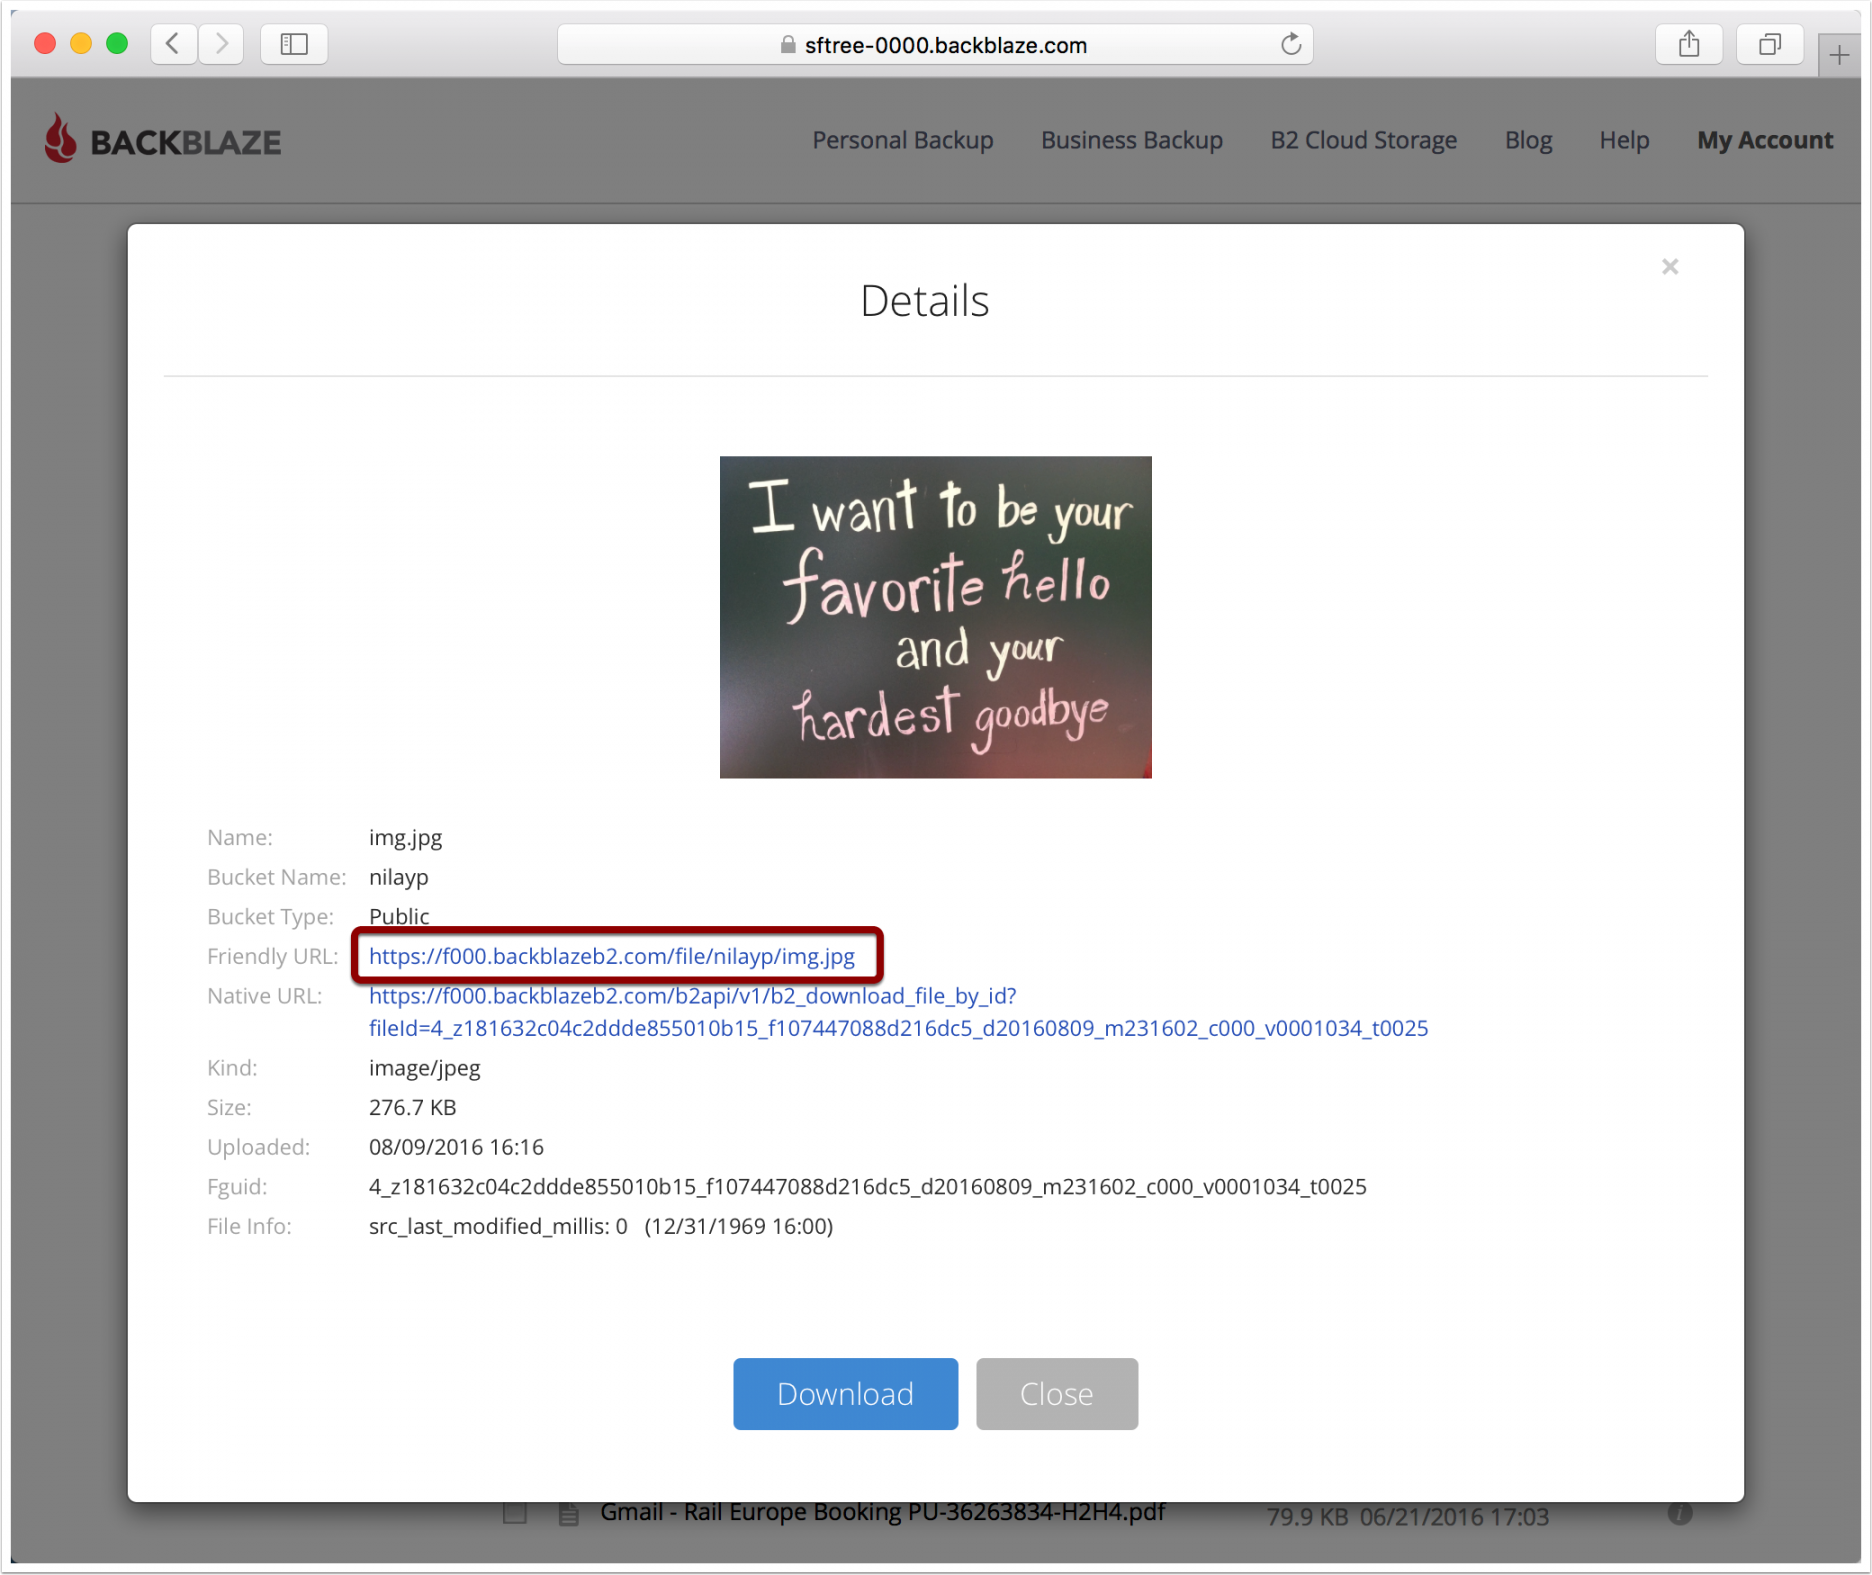 sftree-0000.backblaze.com
BACKBLAZE
Personal Backup Business Backup B2 Cloud Storage Blog Help My Account
Details
I want to be your
favorite hello
and your
hardest goodbye
Name: img.jpg
Bucket Name: nilayp
Bucket Type: Public
Friendly URL: https://f000.backblazeb2.com/file/nilayp/img.jpg
Native URL: https://f000.backblazeb2.com/b2api/v1/b2_download_file_by_id?
fileId=4_z181632c04c2ddde855010b15_f107447088d216dc5_d20160809_m231602_c000_v0001034_t0025
Kind: image/jpeg
Size: 276.7 KB
Uploaded: 08/09/2016 16:16
Fguid: 4_z181632c04c2ddde855010b15_f107447088d216dc5_d20160809_m231602_c000_v0001034_t0025
File Info: src_last_modified_millis: 0 (12/31/1969 16:00)
Download Close
Gmail - Rail Europe Booking PU-36263834-H2H4.pdf 79.9 KB 06/21/2016 17:03